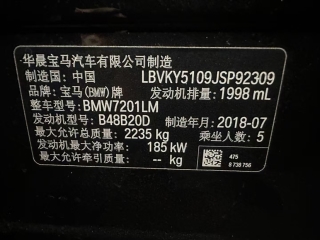 华晨宝马汽车有限公司制造
制造国: 中国 LBVKY5109JSP92309
品牌: 宝马(BMW)牌 发动机排量: 1998 mL
整车型号: BMW7201LM
发动机型号: B48B20D 制造年月: 2018-07
最大允许总质量: 2235 kg 乘坐人数: 5
发动机最大净功率: 185 kW
最大允许牵引质量: -- kg
475
8 738 756